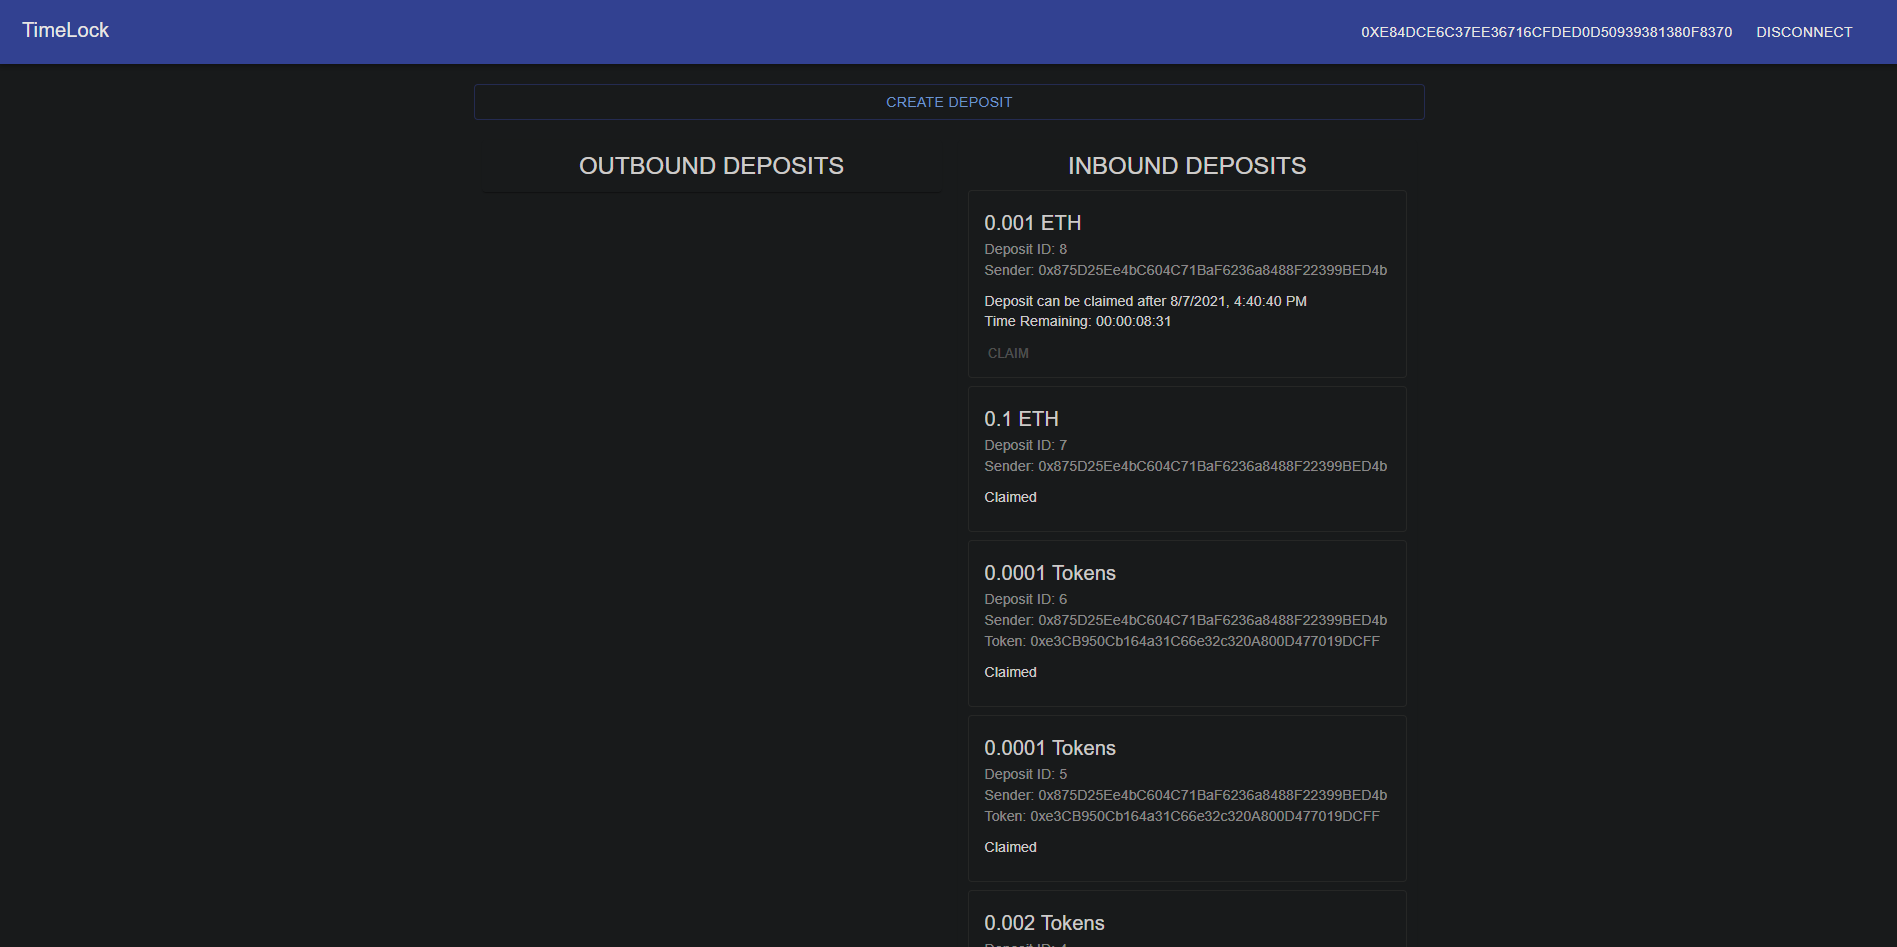 TimeLock
0XE84DCE6C37EE36716CFDED0D50939381380F8370 DISCONNECT
CREATE DEPOSIT
OUTBOUND DEPOSITS
INBOUND DEPOSITS
0.001 ETH
Deposit ID: 8
Sender: 0x875D25Ee4bC604C71BaF6236a8488F22399BED4b
Deposit can be claimed after 8/7/2021, 4:40:40 PM
Time Remaining: 00:00:08:31
CLAIM
0.1 ETH
Deposit ID: 7
Sender: 0x875D25Ee4bC604C71BaF6236a8488F22399BED4b
Claimed
0.0001 Tokens
Deposit ID: 6
Sender: 0x875D25Ee4bC604C71BaF6236a8488F22399BED4b
Token: 0xe3CB950Cb164a31C66e32c320A800D477019DCFF
Claimed
0.0001 Tokens
Deposit ID: 5
Sender: 0x875D25Ee4bC604C71BaF6236a8488F22399BED4b
Token: 0xe3CB950Cb164a31C66e32c320A800D477019DCFF
Claimed
0.002 Tokens
Deposit ID: